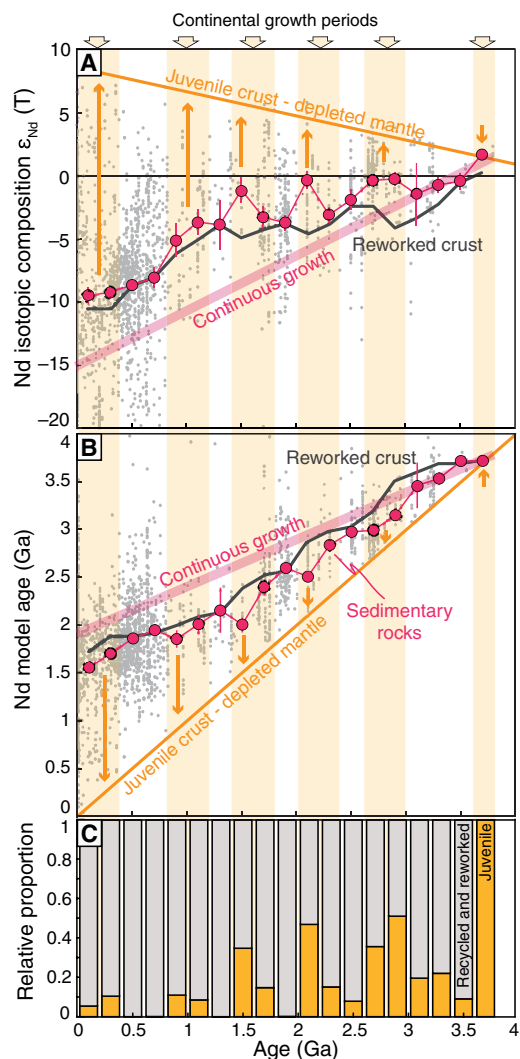 Continental growth periods
A
Nd isotopic composition εNd (T)
10
5
0
−5
−10
−15
−20
Juvenile crust - depleted mantle
Reworked crust
Continuous growth
B
Nd model age (Ga)
4
3.5
3
2.5
2
1.5
1
0.5
0
Reworked crust
Continuous growth
Sedimentary
rocks
Juvenile crust - depleted mantle
C
Relative proportion
1
0.8
0.6
0.4
0.2
0
Recycled and reworked
Juvenile
0 0.5 1 1.5 2 2.5 3 3.5 4
Age (Ga)